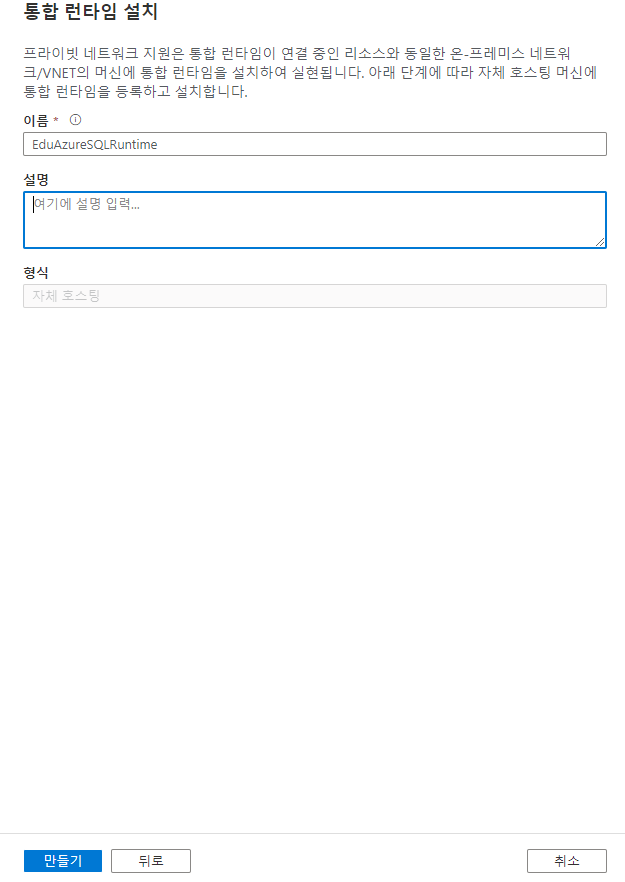 통합 런타임 설치
프라이빗 네트워크 지원은 통합 런타임이 연결 중인 리소스와 동일한 온-프레미스 네트워
크/VNET의 머신에 통합 런타임을 설치하여 실현됩니다. 아래 단계에 따라 자체 호스팅 머신에
통합 런타임을 등록하고 설치합니다.
이름 *
EduAzureSQLRuntime
설명
여기에 설명 입력...
형식
자체 호스팅
만들기 뒤로 취소